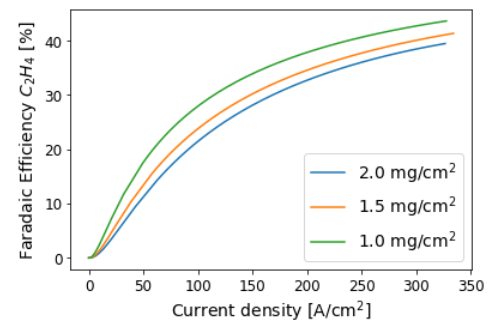 Faradaic Efficiency C₂H₄ [%]
40
30
20
10
0
2.0 mg/cm²
1.5 mg/cm²
1.0 mg/cm²
0 50 100 150 200 250 300 350
Current density [A/cm²]